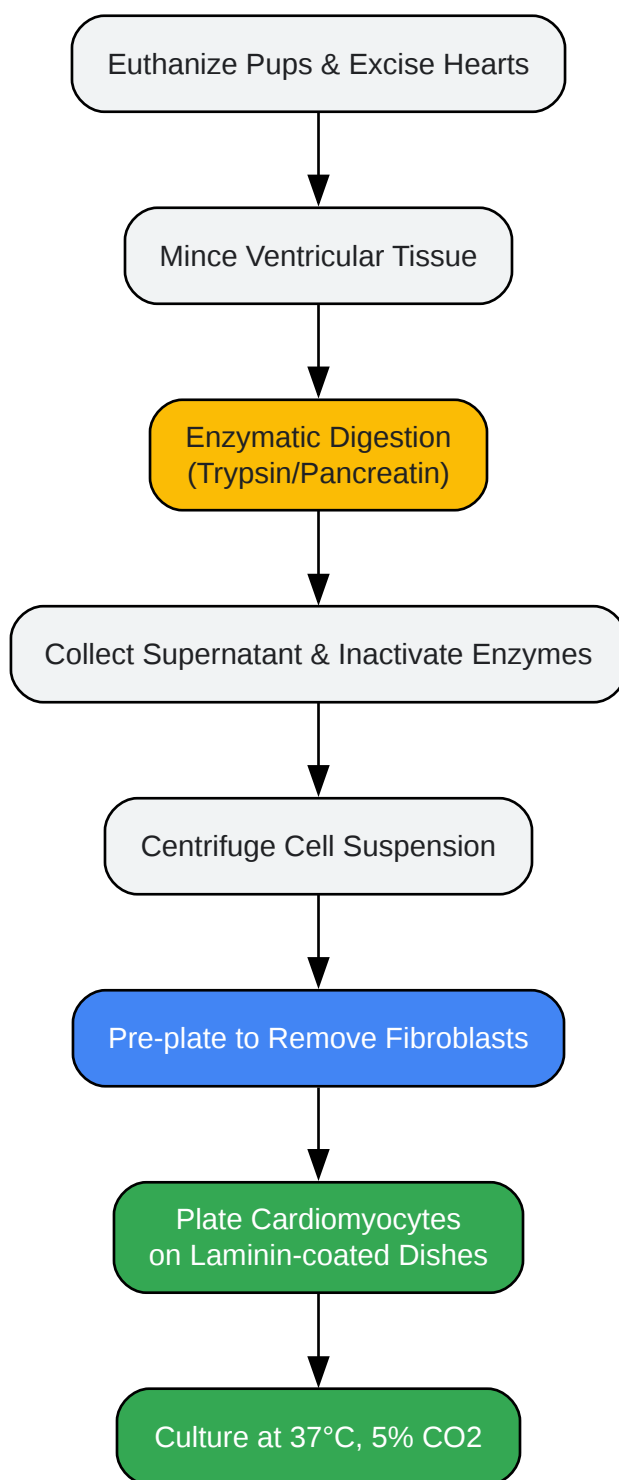 Euthanize Pups & Excise Hearts
Mince Ventricular Tissue
Enzymatic Digestion
(Trypsin/Pancreatin)
Collect Supernatant & Inactivate Enzymes
Centrifuge Cell Suspension
Pre-plate to Remove Fibroblasts
Plate Cardiomyocytes
on Laminin-coated Dishes
Culture at 37°C, 5% CO2